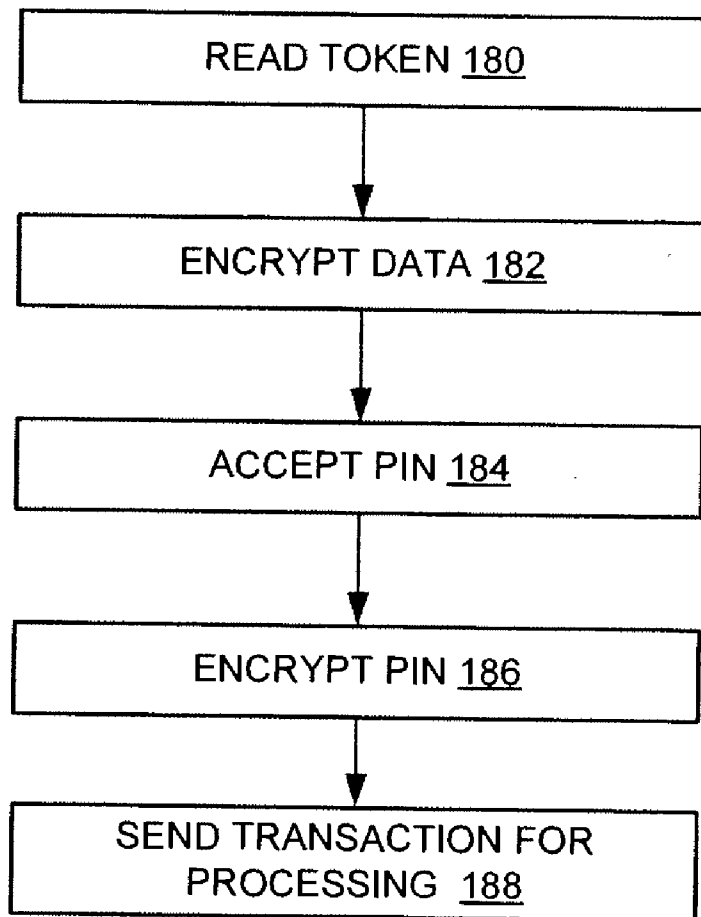 READ TOKEN 180
ENCRYPT DATA 182
ACCEPT PIN 184
ENCRYPT PIN 186
SEND TRANSACTION FOR
PROCESSING 188